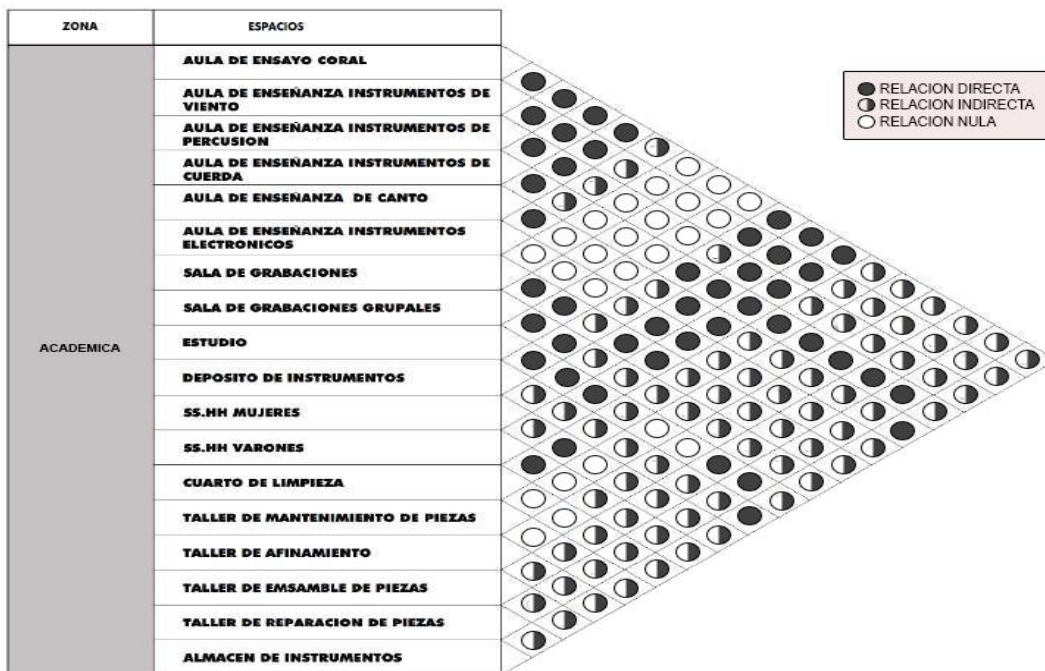 ZONA
ESPACIOS
AULA DE ENSAYO CORAL
AULA DE ENSEÑANZA INSTRUMENTOS DE
VIENTO
AULA DE ENSEÑANZA INSTRUMENTOS DE
PERCUSION
AULA DE ENSEÑANZA INSTRUMENTOS DE
CUERDA
AULA DE ENSEÑANZA DE CANTO
AULA DE ENSEÑANZA INSTRUMENTOS
ELECTRONICOS
SALA DE GRABACIONES
SALA DE GRABACIONES GRUPALES
ESTUDIO
ACADEMICA
DEPOSITO DE INSTRUMENTOS
SS.HH MUJERES
SS.HH VARONES
CUARTO DE LIMPIEZA
TALLER DE MANTENIMIENTO DE PIEZAS
TALLER DE AFINAMIENTO
TALLER DE EMSAMBLE DE PIEZAS
TALLER DE REPARACION DE PIEZAS
ALMACEN DE INSTRUMENTOS
RELACION DIRECTA
RELACION INDIRECTA
RELACION NULA